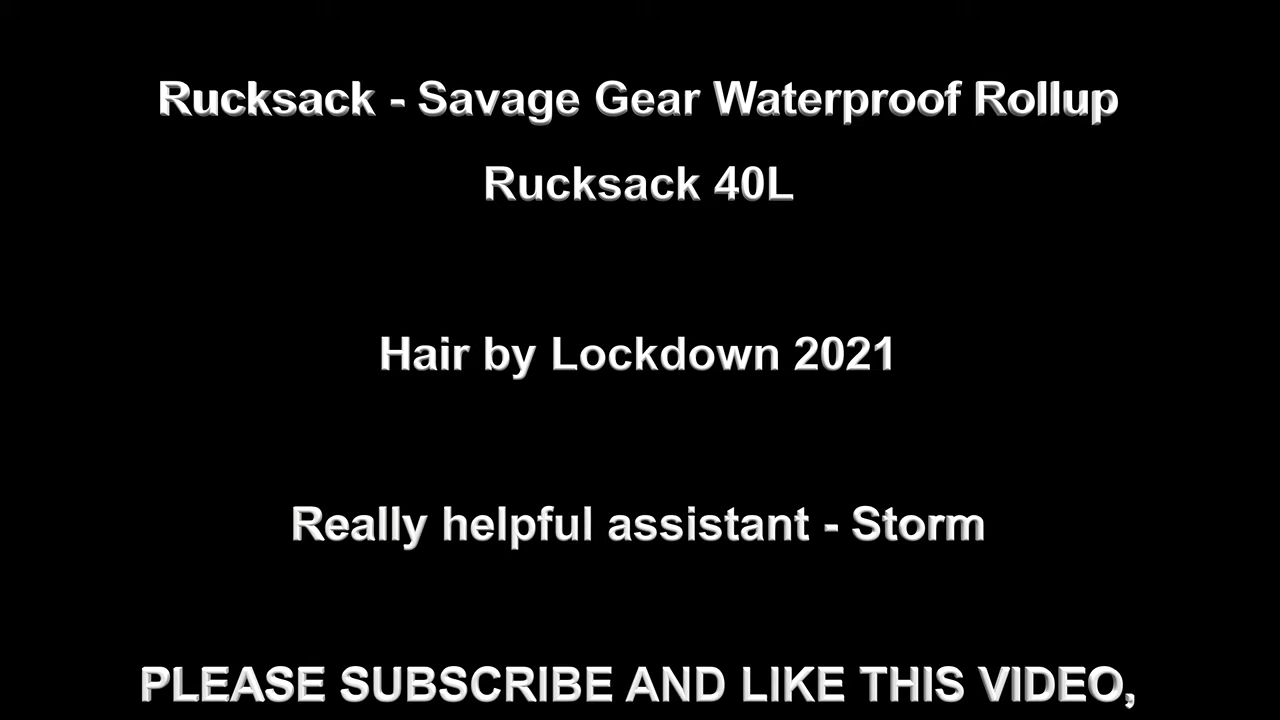 Rucksack - Savage Gear Waterproof Rollup
Rucksack 40L
Hair by Lockdown 2021
Really helpful assistant - Storm
PLEASE SUBSCRIBE AND LIKE THIS VIDEO,